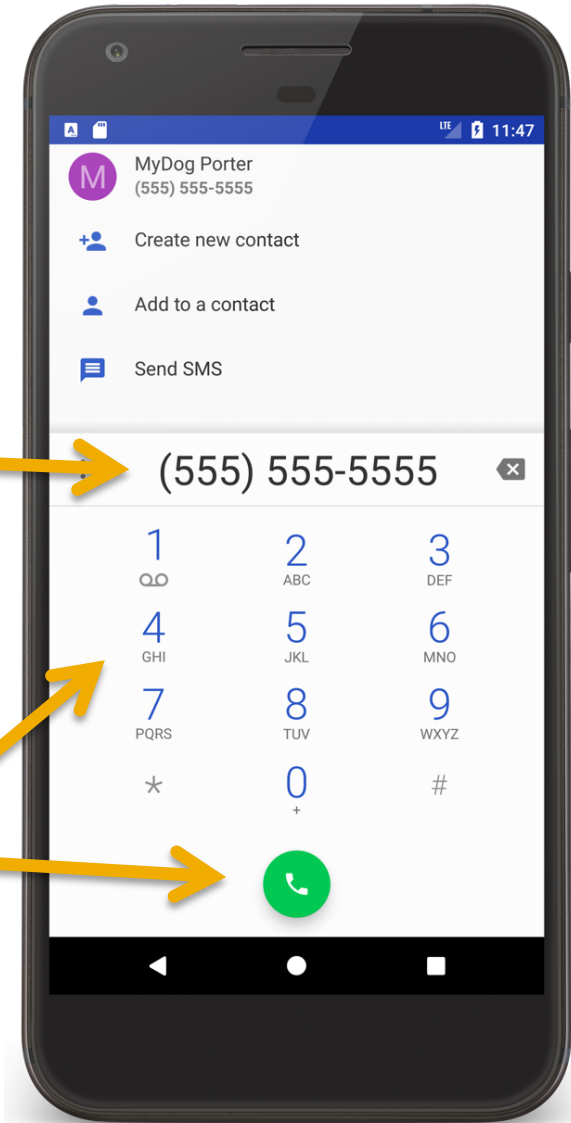 LTE 11:47
M
MyDog Porter
(555) 555-5555
Create new contact
Add to a contact
Send SMS
(555) 555-5555
1 2 3
ABC DEF
4 5 6
GHI JKL MNO
7 8 9
PQRS TUV WXYZ
* 0 #
+